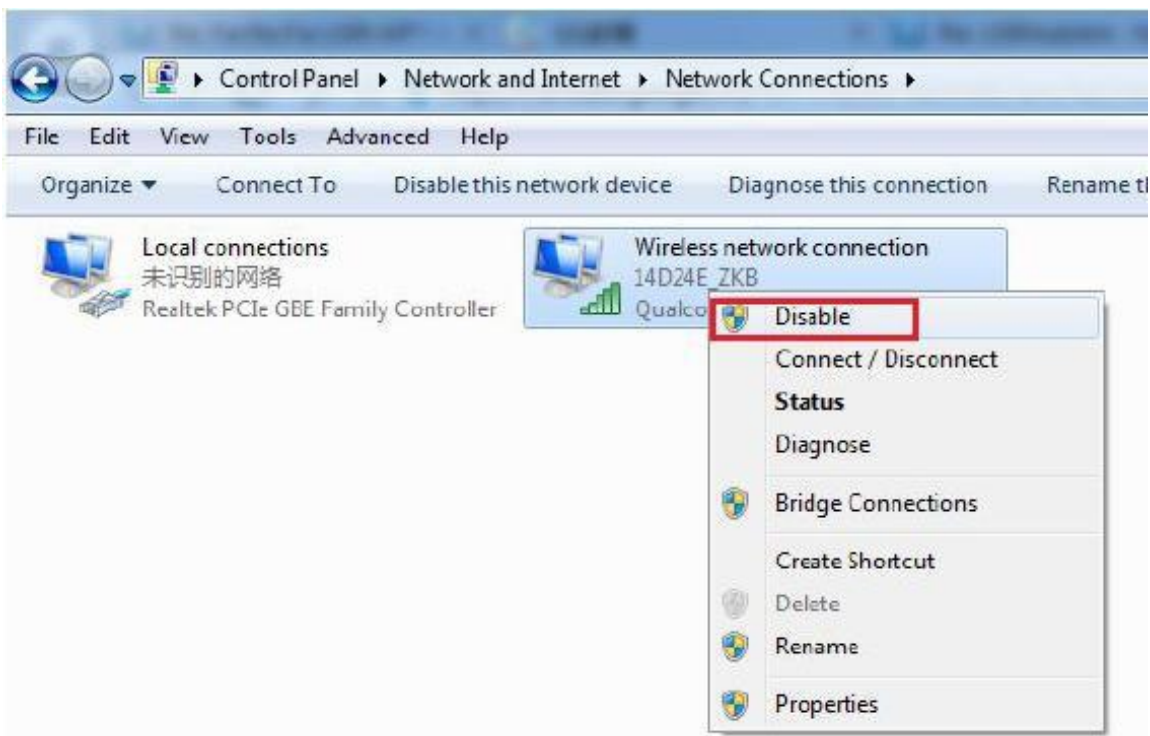 Control Panel ▸ Network and Internet ▸ Network Connections ▸
File Edit View Tools Advanced Help
Organize ▾ Connect To Disable this network device Diagnose this connection Rename
Local connections
未识别的网络
Realtek PCIe GBE Family Controller
Wireless network connection
14D24E_ZKB
Qualco
Disable
Connect / Disconnect
Status
Diagnose
Bridge Connections
Create Shortcut
Delete
Rename
Properties